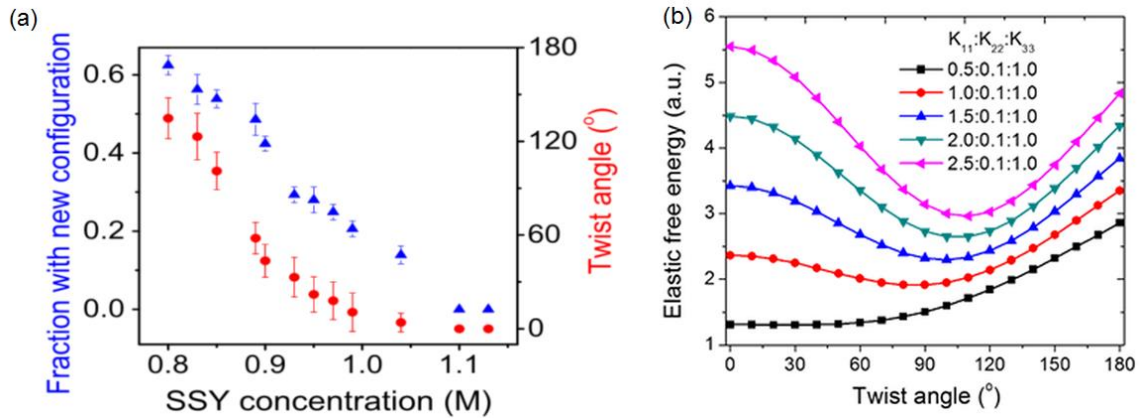 (a)
Fraction with new configuration
0.6
0.4
0.2
0.0
0.8 0.9 1.0 1.1
SSY concentration (M)
180
120
60
0
Twist angle (°)
(b)
Elastic free energy (a.u.)
6
5
4
3
2
1
K11:K22:K33
0.5:0.1:1.0
1.0:0.1:1.0
1.5:0.1:1.0
2.0:0.1:1.0
2.5:0.1:1.0
0 30 60 90 120 150 180
Twist angle (°)